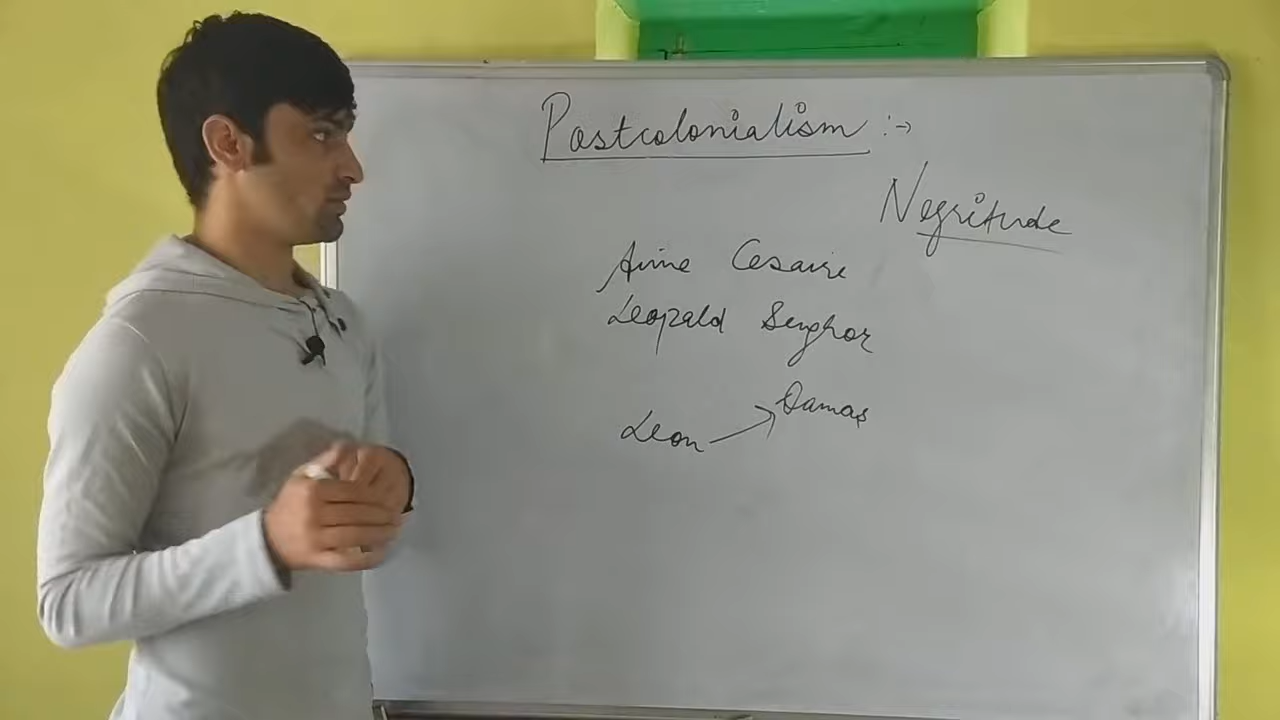 Postcolonialism :→
Negritude
Aime Cesaire
Leopald Senghor
Leon → Damas